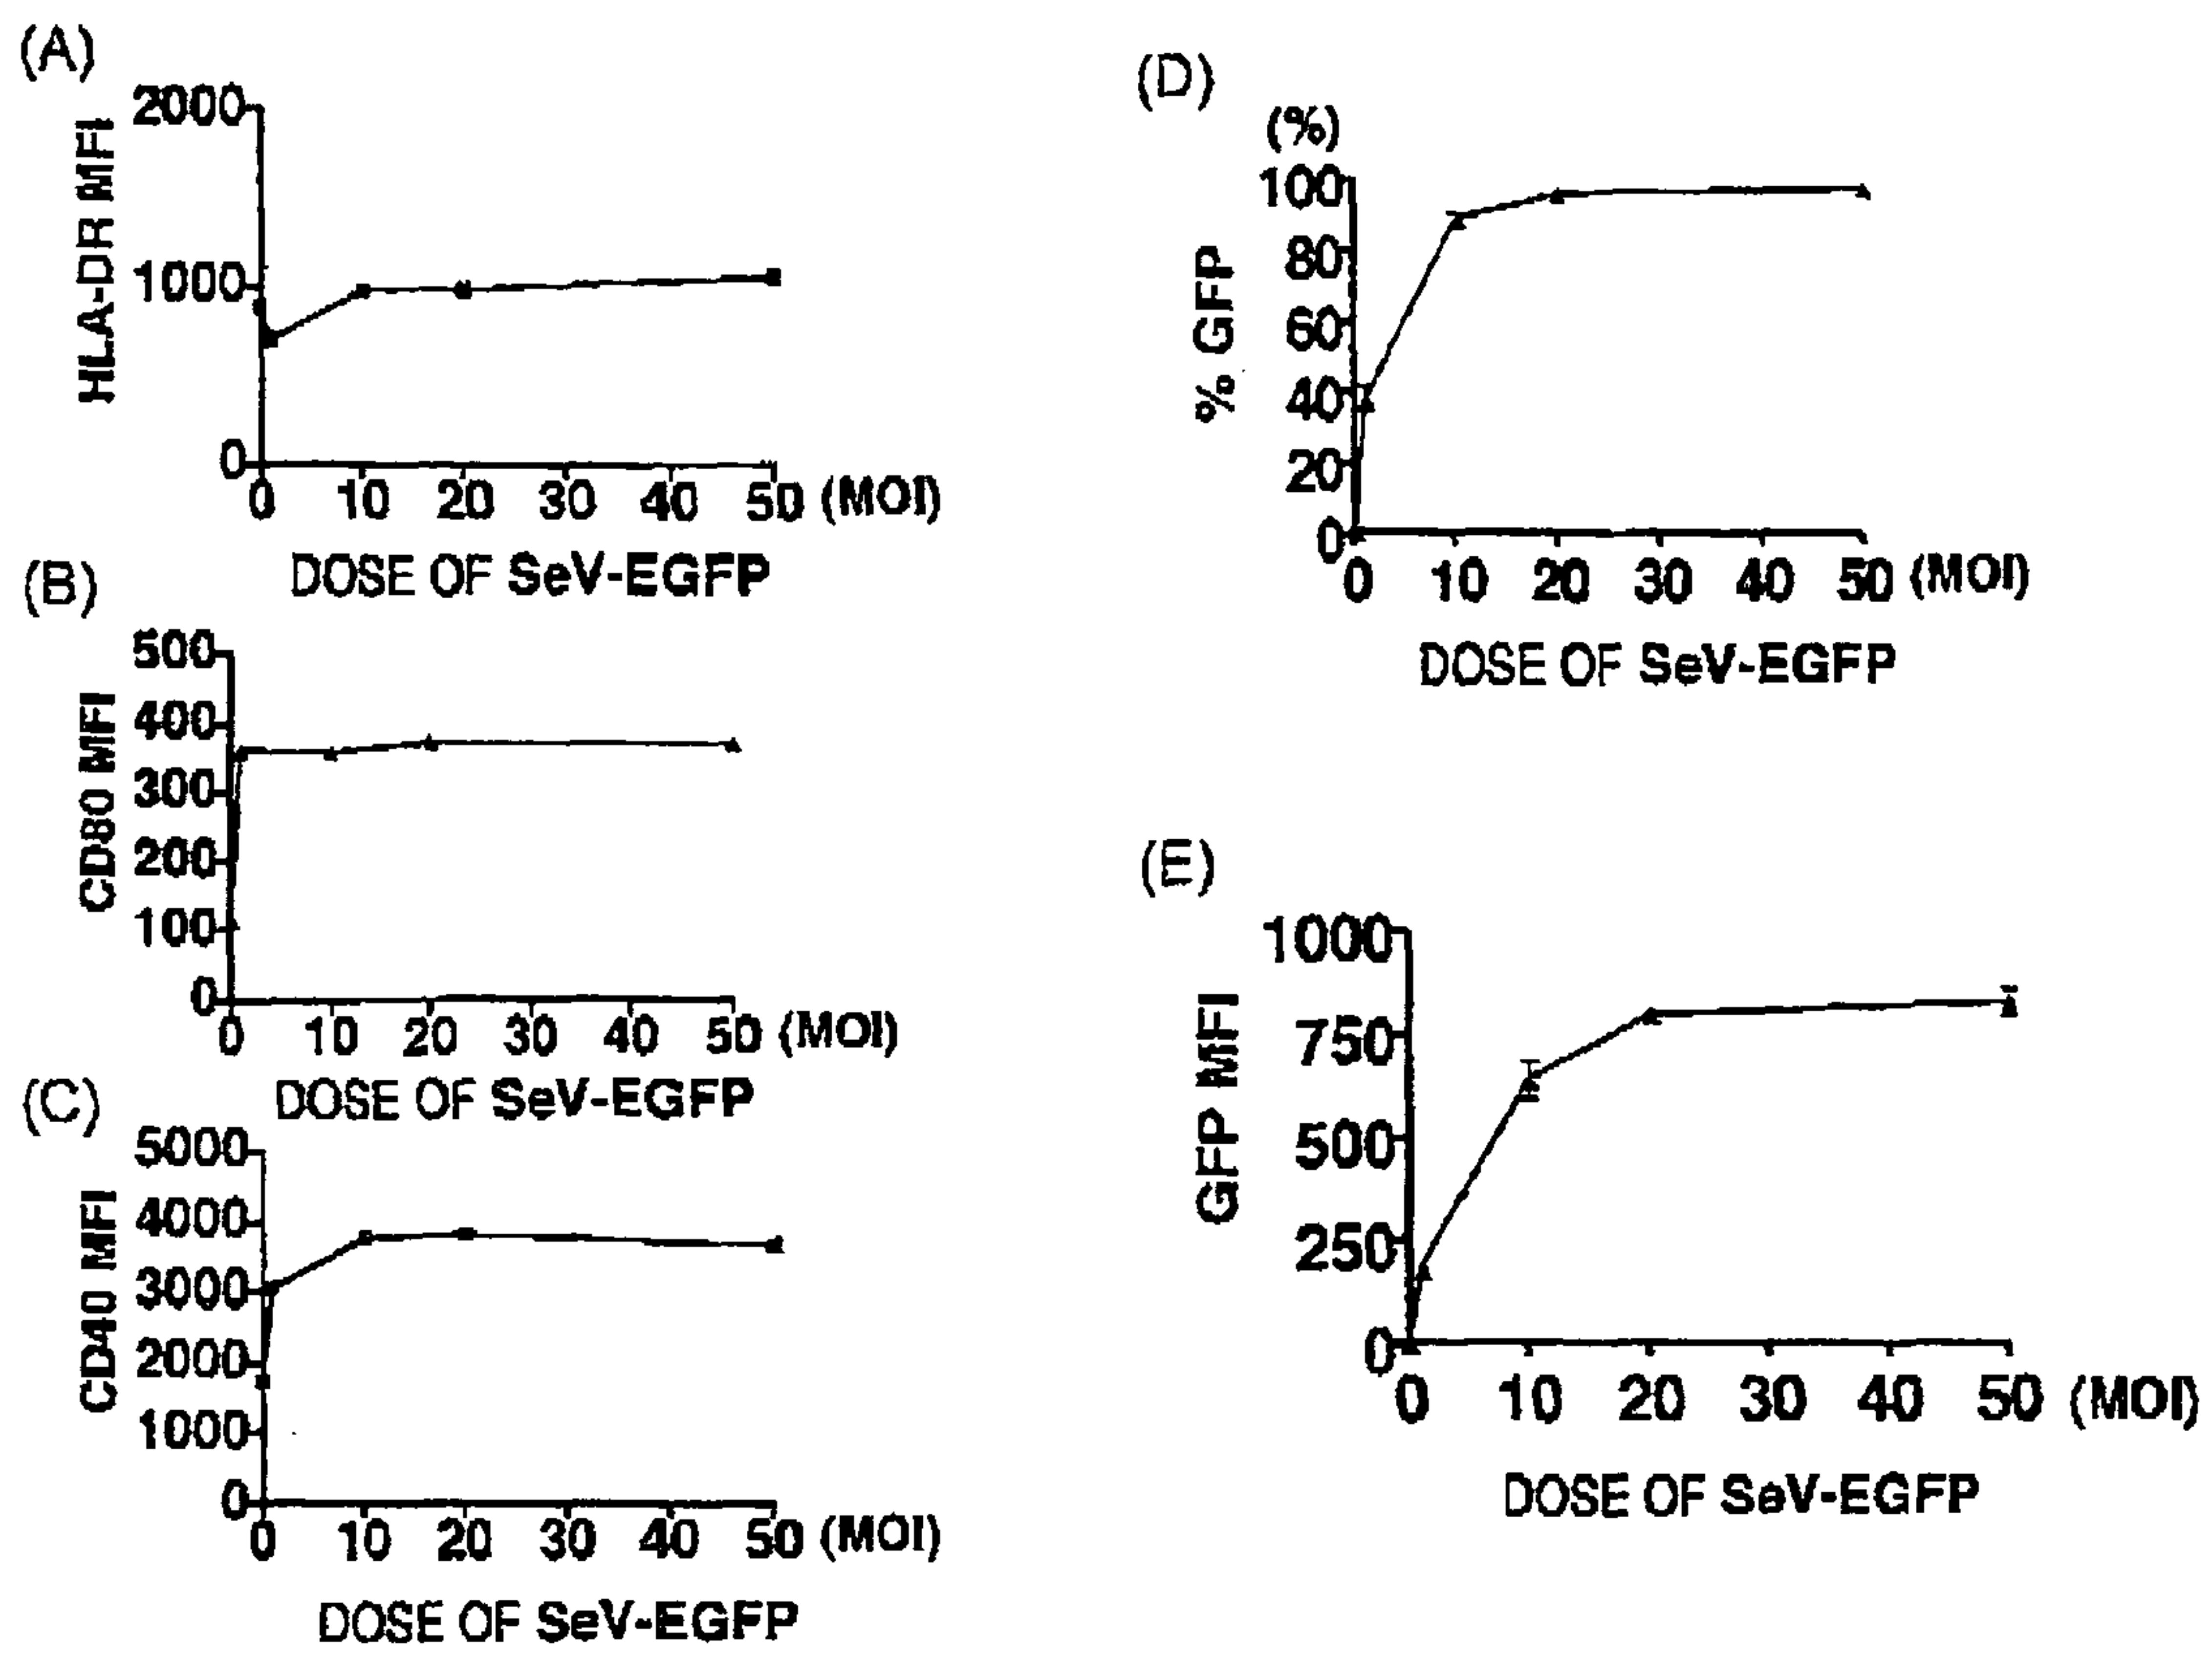 (A)
HLA-DR MFI
2000
1000
0
0 10 20 30 40 50 (MOI)
DOSE OF SeV-EGFP
(B)
CD80 MFI
500
400
300
200
100
0
0 10 20 30 40 50 (MOI)
DOSE OF SeV-EGFP
(C)
CD40 MFI
5000
4000
3000
2000
1000
0
0 10 20 30 40 50 (MOI)
DOSE OF SeV-EGFP
(D)
(%)
% GFP
100
80
60
40
20
0
0 10 20 30 40 50 (MOI)
DOSE OF SeV-EGFP
(E)
GFP MFI
1000
750
500
250
0
0 10 20 30 40 50 (MOI)
DOSE OF SeV-EGFP